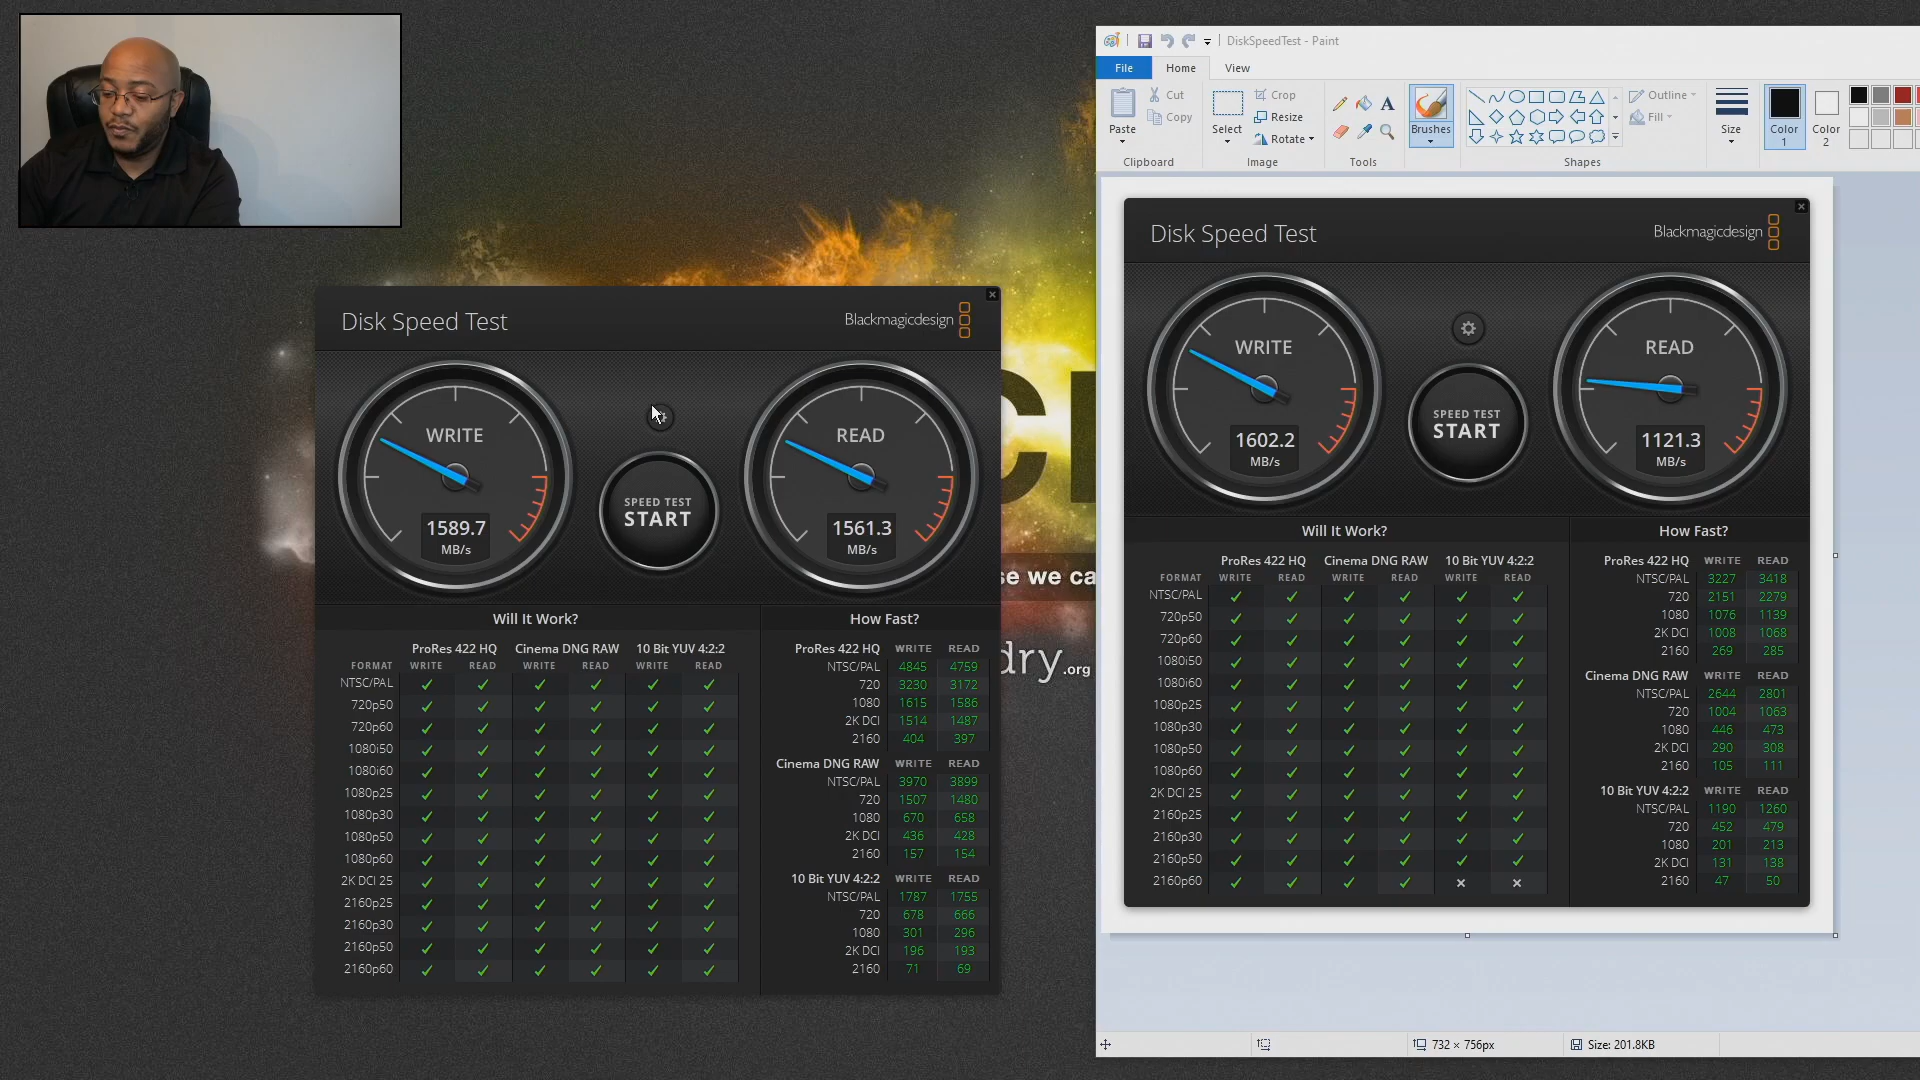 DiskSpeedTest - Paint
File Home View
Paste
Cut
Copy
Clipboard
Select
Crop
Resize
Rotate
Image
A
Tools
Brushes
Outline
Fill
Shapes
Size
Color 1
Color 2
Disk Speed Test
Blackmagicdesign
WRITE
1602.2
MB/s
SPEED TEST
START
READ
1121.3
MB/s
Will It Work?
ProRes 422 HQ Cinema DNG RAW 10 Bit YUV 4:2:2
FORMAT WRITE READ WRITE READ WRITE READ
NTSC/PAL ✓ ✓ ✓ ✓ ✓ ✓
720p50 ✓ ✓ ✓ ✓ ✓ ✓
720p60 ✓ ✓ ✓ ✓ ✓ ✓
1080i50 ✓ ✓ ✓ ✓ ✓ ✓
1080i60 ✓ ✓ ✓ ✓ ✓ ✓
1080p25 ✓ ✓ ✓ ✓ ✓ ✓
1080p30 ✓ ✓ ✓ ✓ ✓ ✓
1080p50 ✓ ✓ ✓ ✓ ✓ ✓
1080p60 ✓ ✓ ✓ ✓ ✓ ✓
2K DCI 25 ✓ ✓ ✓ ✓ ✓ ✓
2160p25 ✓ ✓ ✓ ✓ ✓ ✓
2160p30 ✓ ✓ ✓ ✓ ✓ ✓
2160p50 ✓ ✓ ✓ ✓ ✓ ✓
2160p60 ✓ ✓ ✓ ✓ × ×
How Fast?
ProRes 422 HQ WRITE READ
NTSC/PAL 3227 3418
720 2151 2279
1080 1076 1139
2K DCI 1008 1068
2160 269 285
Cinema DNG RAW WRITE READ
NTSC/PAL 2644 2801
720 1004 1063
1080 446 473
2K DCI 290 308
2160 105 111
10 Bit YUV 4:2:2 WRITE READ
NTSC/PAL 1190 1260
720 452 479
1080 201 213
2K DCI 131 138
2160 47 50
732 × 756px
Size: 201.8KB
Disk Speed Test
Blackmagicdesign
WRITE
1589.7
MB/s
SPEED TEST
START
READ
1561.3
MB/s
Will It Work?
ProRes 422 HQ Cinema DNG RAW 10 Bit YUV 4:2:2
FORMAT WRITE READ WRITE READ WRITE READ
NTSC/PAL ✓ ✓ ✓ ✓ ✓ ✓
720p50 ✓ ✓ ✓ ✓ ✓ ✓
720p60 ✓ ✓ ✓ ✓ ✓ ✓
1080i50 ✓ ✓ ✓ ✓ ✓ ✓
1080i60 ✓ ✓ ✓ ✓ ✓ ✓
1080p25 ✓ ✓ ✓ ✓ ✓ ✓
1080p30 ✓ ✓ ✓ ✓ ✓ ✓
1080p50 ✓ ✓ ✓ ✓ ✓ ✓
1080p60 ✓ ✓ ✓ ✓ ✓ ✓
2K DCI 25 ✓ ✓ ✓ ✓ ✓ ✓
2160p25 ✓ ✓ ✓ ✓ ✓ ✓
2160p30 ✓ ✓ ✓ ✓ ✓ ✓
2160p50 ✓ ✓ ✓ ✓ ✓ ✓
2160p60 ✓ ✓ ✓ ✓ ✓ ✓
How Fast?
ProRes 422 HQ WRITE READ
NTSC/PAL 4845 4759
720 3230 3172
1080 1615 1586
2K DCI 1514 1487
2160 404 397
Cinema DNG RAW WRITE READ
NTSC/PAL 3970 3899
720 1507 1480
1080 670 658
2K DCI 436 428
2160 157 154
10 Bit YUV 4:2:2 WRITE READ
NTSC/PAL 1787 1755
720 678 666
1080 301 296
2K DCI 196 193
2160 71 69
se we ca
dry.org